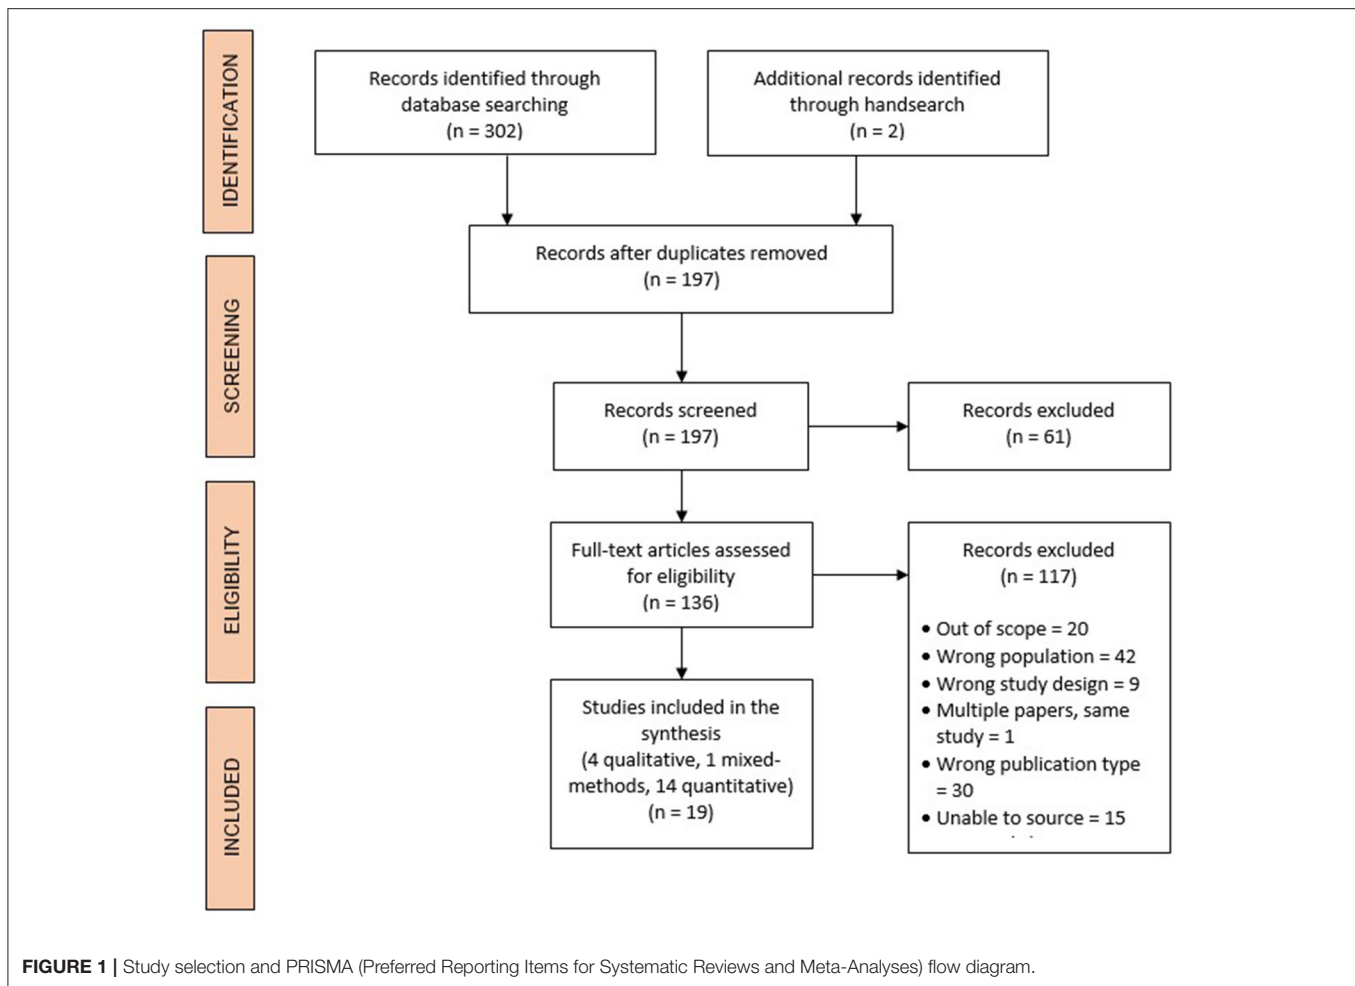 IDENTIFICATION
Records identified through
database searching
(n = 302)
Additional records identified
through handsearch
(n = 2)
Records after duplicates removed
(n = 197)
SCREENING
Records screened
(n = 197)
Records excluded
(n = 61)
ELIGIBILITY
Full-text articles assessed
for eligibility
(n = 136)
Records excluded
(n = 117)
• Out of scope = 20
• Wrong population = 42
• Wrong study design = 9
• Multiple papers, same
study = 1
• Wrong publication type
= 30
• Unable to source = 15
INCLUDED
Studies included in the
synthesis
(4 qualitative, 1 mixed-
methods, 14 quantitative)
(n = 19)
FIGURE 1 | Study selection and PRISMA (Preferred Reporting Items for Systematic Reviews and Meta-Analyses) flow diagram.